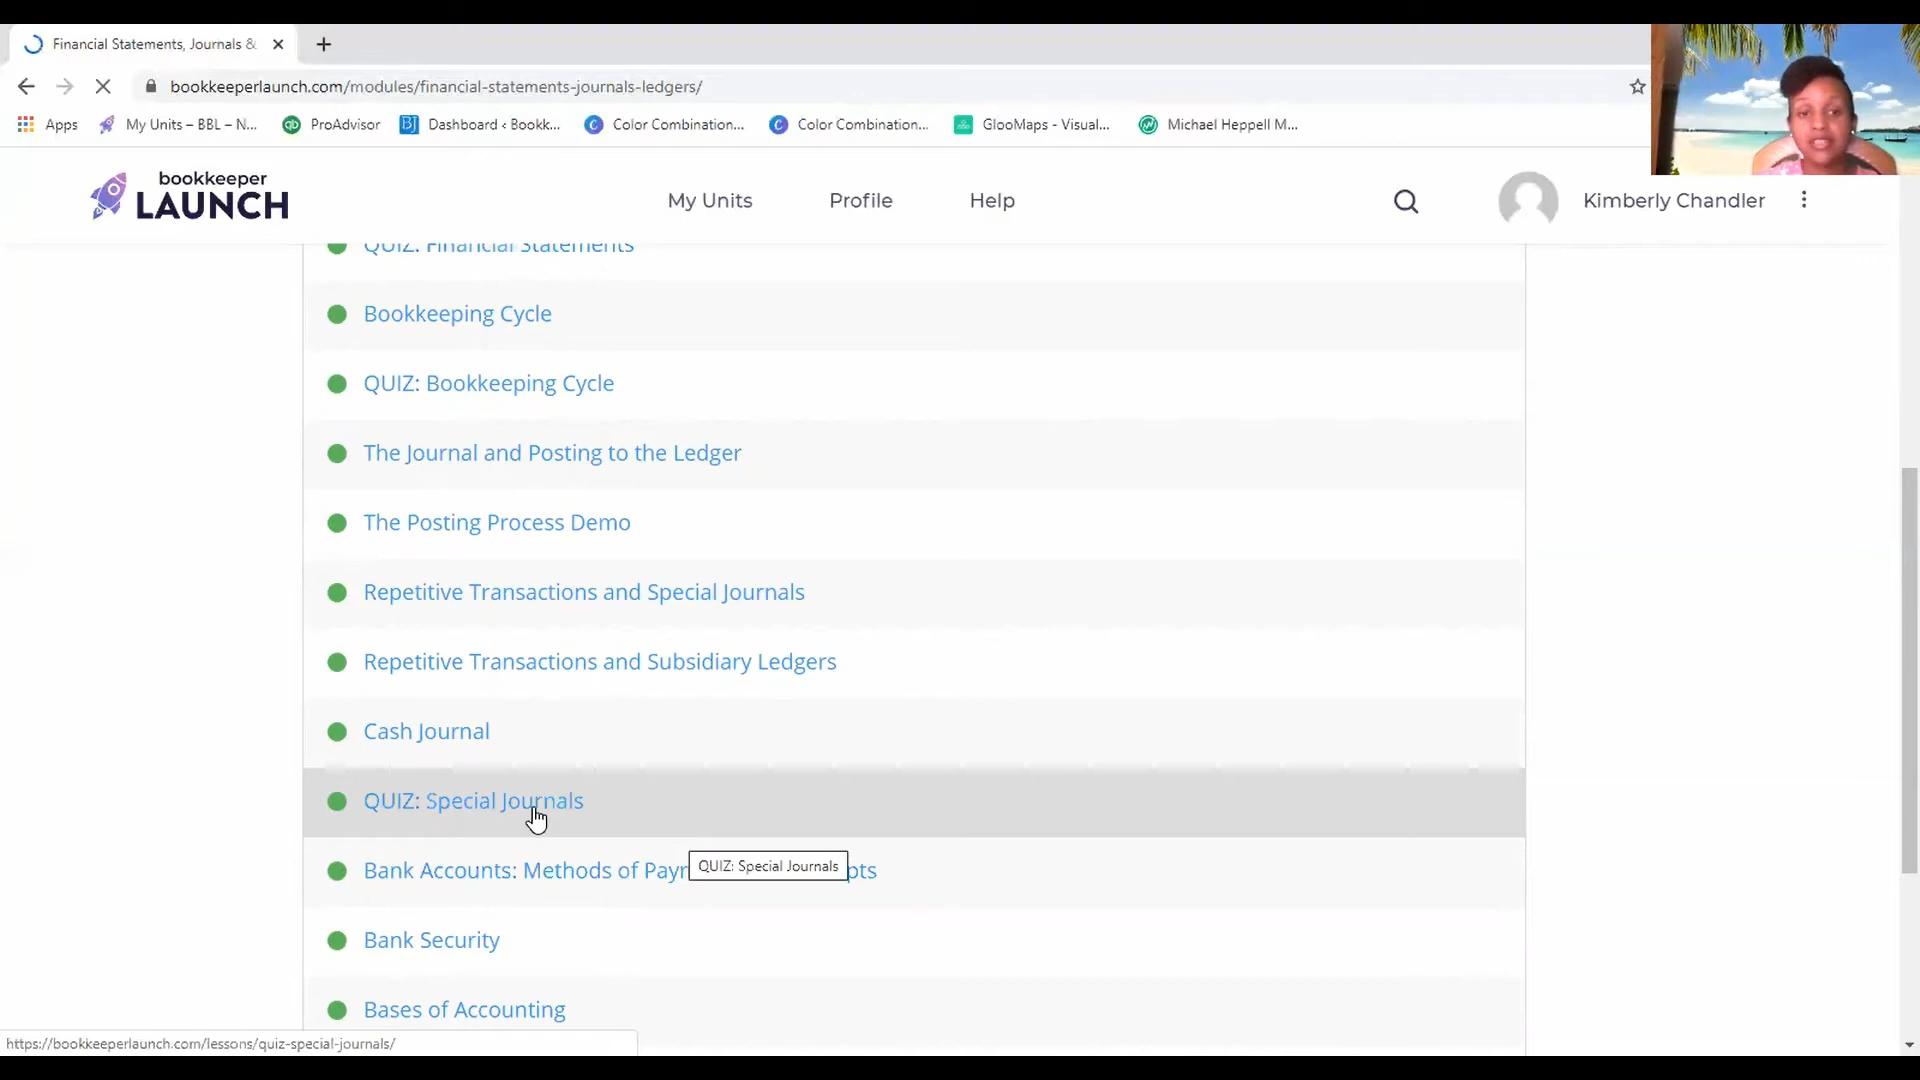 Financial Statements, Journals &
bookkeeperlaunch.com/modules/financial-statements-journals-ledgers/
Apps
My Units – BBL – N...
ProAdvisor
Dashboard ‹ Bookk...
Color Combination...
Color Combination...
GlooMaps - Visual...
Michael Heppell M...
bookkeeper
LAUNCH
My Units
Profile
Help
Kimberly Chandler
QUIZ: Financial Statements
Bookkeeping Cycle
QUIZ: Bookkeeping Cycle
The Journal and Posting to the Ledger
The Posting Process Demo
Repetitive Transactions and Special Journals
Repetitive Transactions and Subsidiary Ledgers
Cash Journal
QUIZ: Special Journals
Bank Accounts: Methods of
QUIZ: Special Journals
Bank Security
Bases of Accounting
https://bookkeeperlaunch.com/lessons/quiz-special-journals/